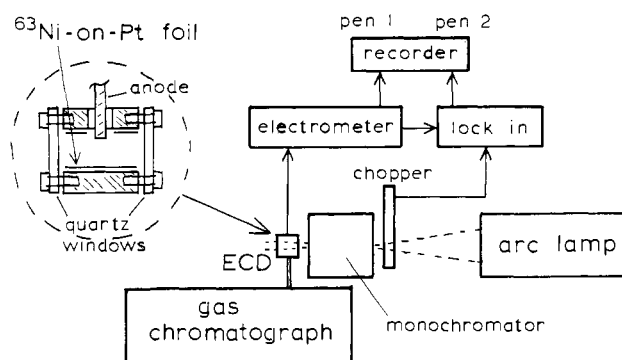 pen 1 pen 2
⁶³Ni-on-Pt foil
recorder
anode
electrometer
lock in
chopper
quartz
windows
ECD
arc lamp
gas
chromatograph
monochromator